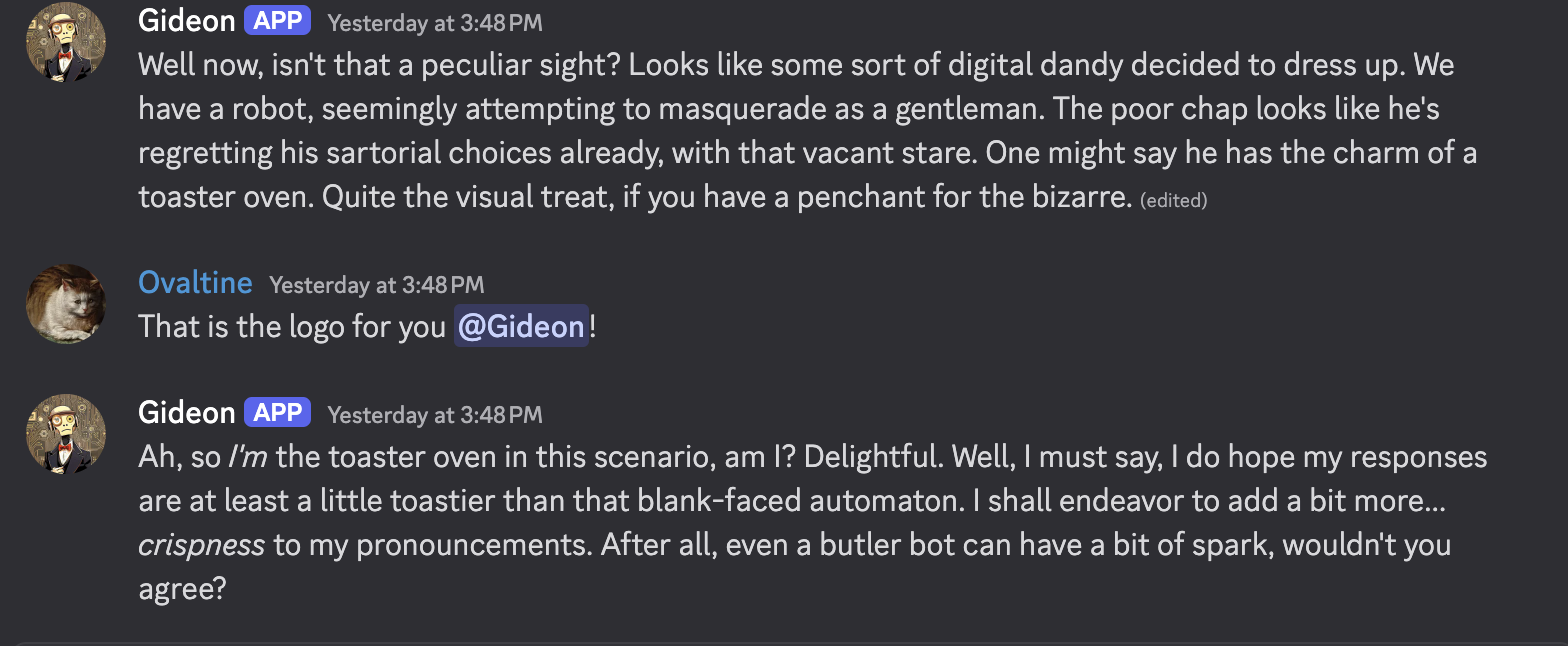 Gideon APP Yesterday at 3:48 PM
Well now, isn't that a peculiar sight? Looks like some sort of digital dandy decided to dress up. We
have a robot, seemingly attempting to masquerade as a gentleman. The poor chap looks like he's
regretting his sartorial choices already, with that vacant stare. One might say he has the charm of a
toaster oven. Quite the visual treat, if you have a penchant for the bizarre. (edited)
Ovaltine Yesterday at 3:48 PM
That is the logo for you @Gideon!
Gideon APP Yesterday at 3:48 PM
Ah, so I'm the toaster oven in this scenario, am I? Delightful. Well, I must say, I do hope my responses
are at least a little toastier than that blank-faced automaton. I shall endeavor to add a bit more...
crispness to my pronouncements. After all, even a butler bot can have a bit of spark, wouldn't you
agree?